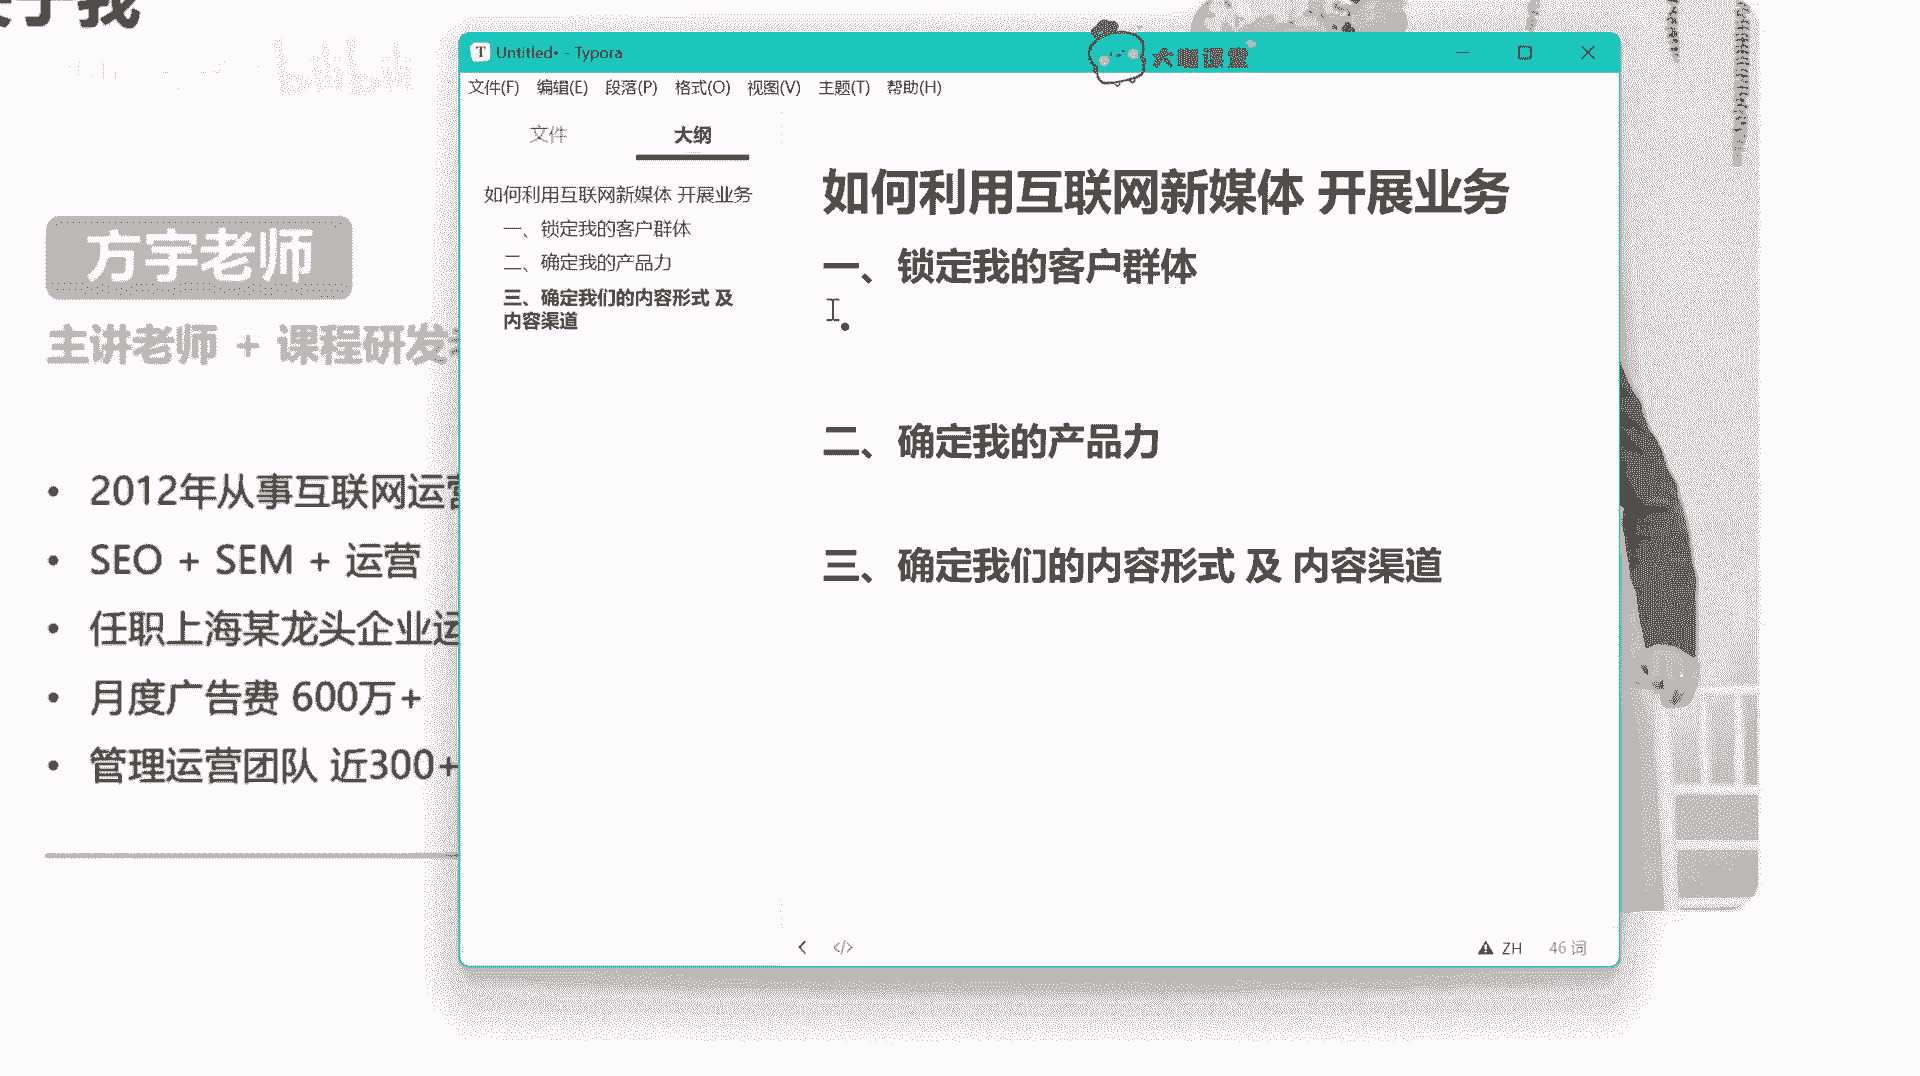 关于我
bilibili
方宇老师
主讲老师 + 课程研发
• 2012年从事互联网运营
• SEO + SEM + 运营
• 任职上海某龙头企业运
• 月度广告费 600万+
• 管理运营团队 近300+
Untitled• - Typora
大咖课堂
文件(F) 编辑(E) 段落(P) 格式(O) 视图(V) 主题(T) 帮助(H)
文件 大纲
如何利用互联网新媒体 开展业务
一、锁定我的客户群体
二、确定我的产品力
三、确定我们的内容形式 及
内容渠道
如何利用互联网新媒体 开展业务
一、锁定我的客户群体
二、确定我的产品力
三、确定我们的内容形式 及 内容渠道
ZH 46 词